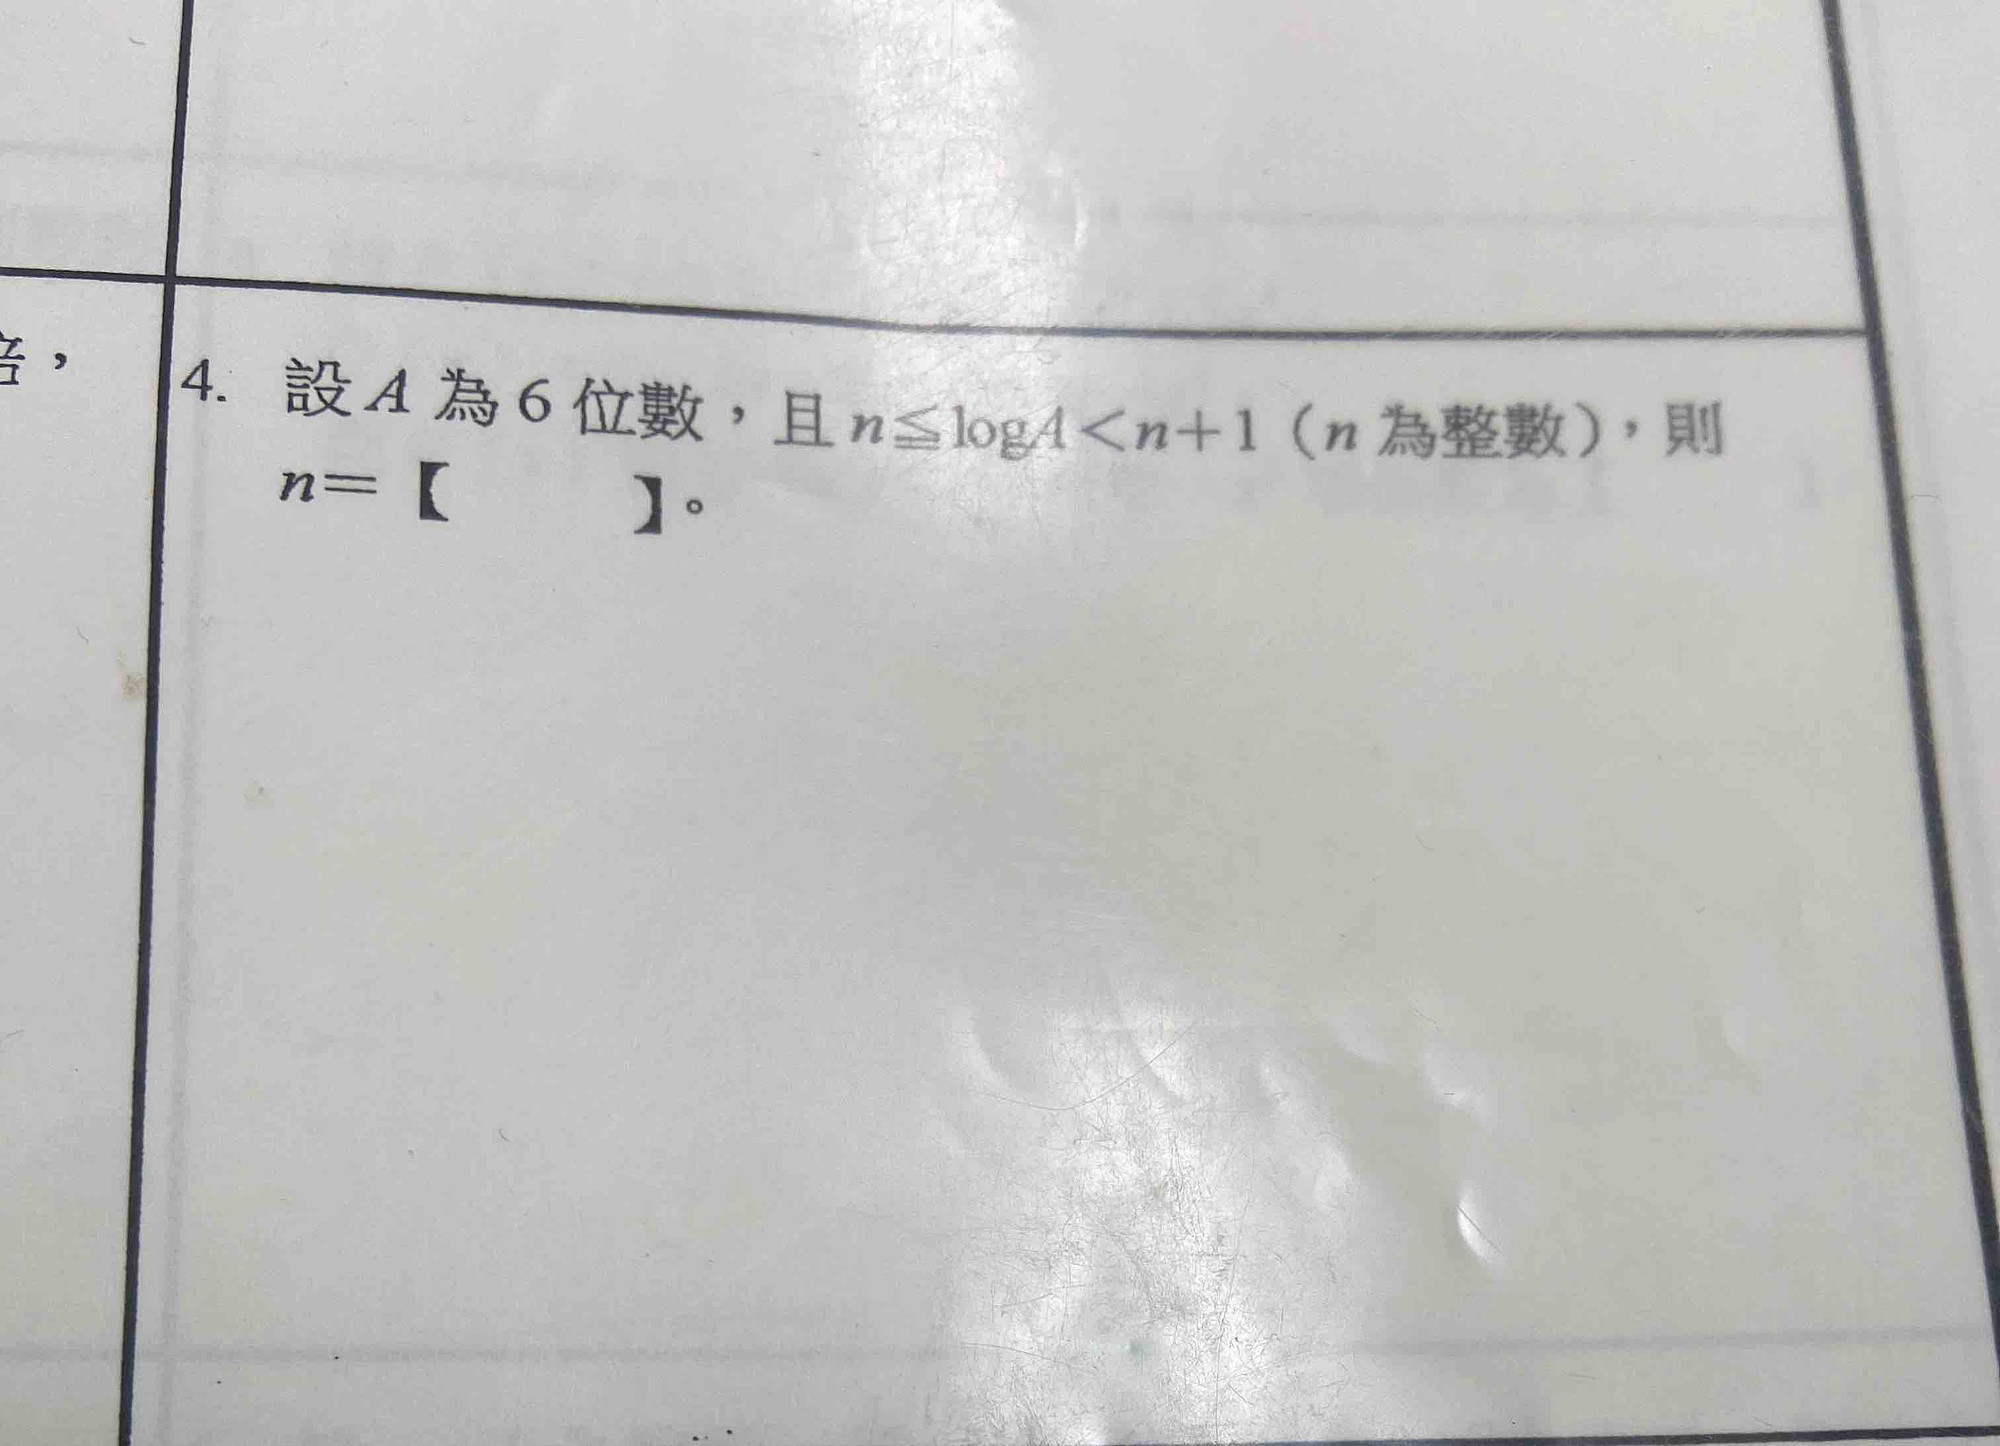 4. 設 A 為 6 位數,且 n≦logA<n+1(n 為整數),則
n=【  】。